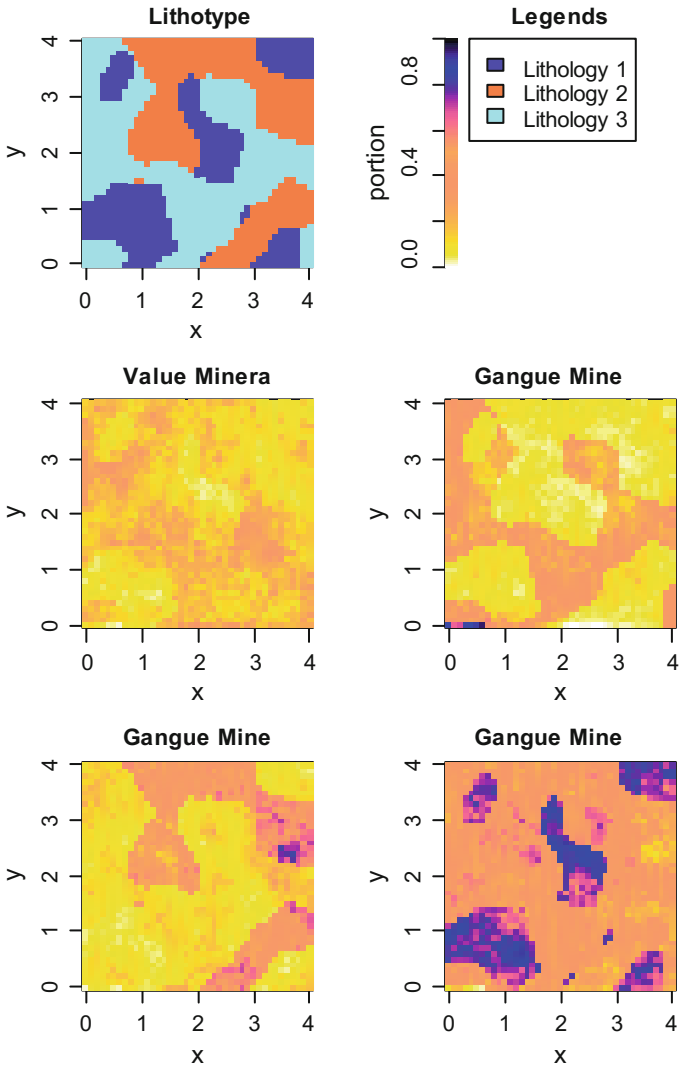 Lithotype
Legends
4
3
2
1
0
y
0 1 2 3 4
x
0.8
0.4
0.0
portion
Lithology 1
Lithology 2
Lithology 3
Value Minera
Gangue Mine
4
3
2
1
0
y
0 1 2 3 4
x
4
3
2
1
0
y
0 1 2 3 4
x
Gangue Mine
Gangue Mine
4
3
2
1
0
y
0 1 2 3 4
x
4
3
2
1
0
y
0 1 2 3 4
x